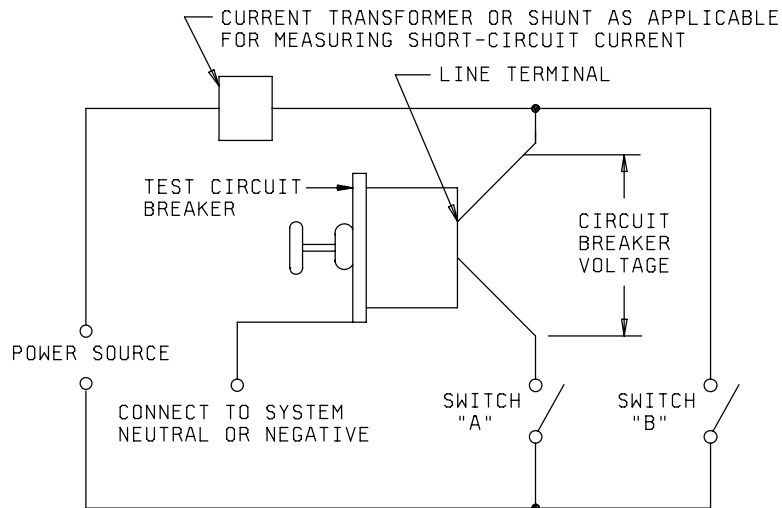 CURRENT TRANSFORMER OR SHUNT AS APPLICABLE
FOR MEASURING SHORT-CIRCUIT CURRENT
LINE TERMINAL
TEST CIRCUIT
BREAKER
CIRCUIT
BREAKER
VOLTAGE
POWER SOURCE
CONNECT TO SYSTEM
NEUTRAL OR NEGATIVE
SWITCH
"A"
SWITCH
"B"